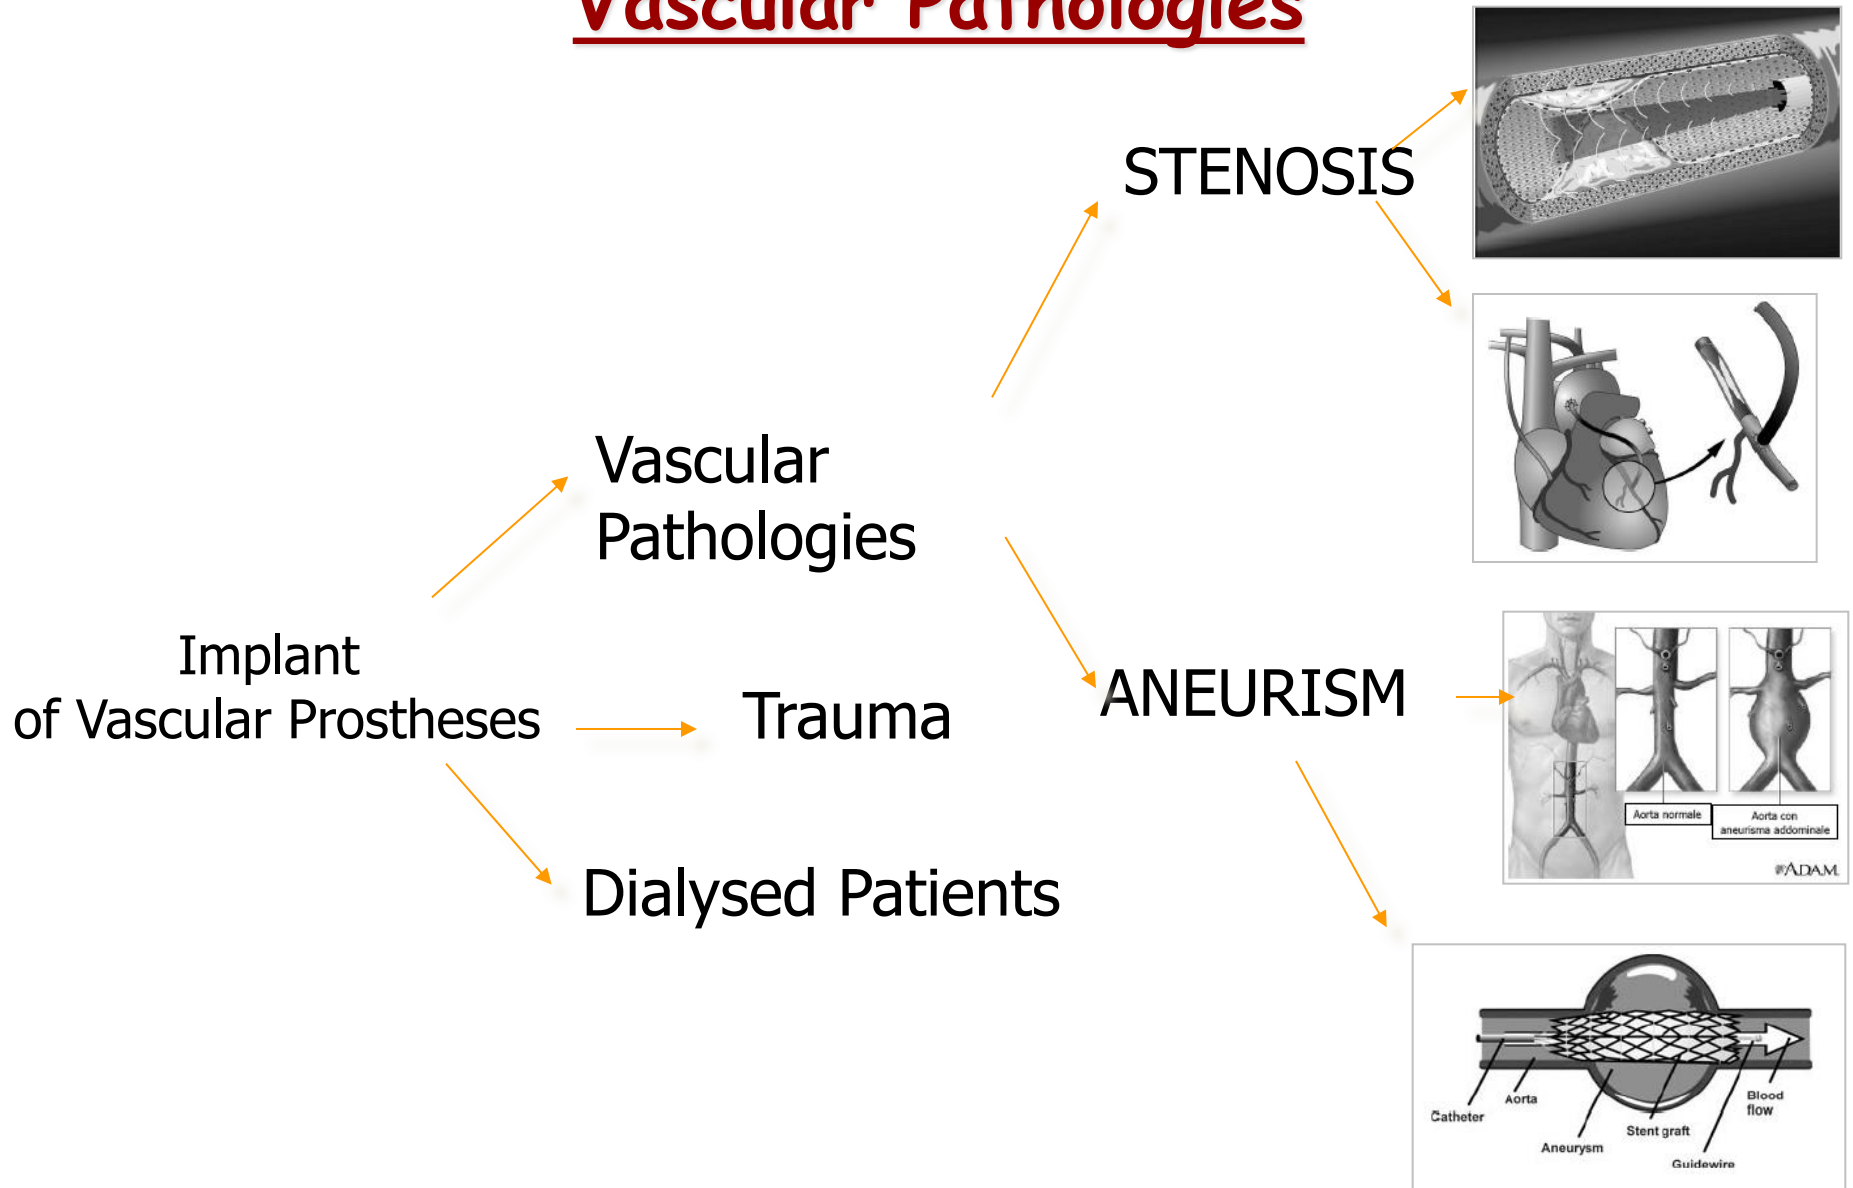 Vascular Pathologies
STENOSIS
Vascular
Pathologies
Implant
of Vascular Prostheses
Trauma
ANEURISM
Dialysed Patients
Aorta normale
Aorta con
aneurisma addominale
ADAM
Catheter
Aorta
Aneurysm
Stent graft
Guidewire
Blood
flow